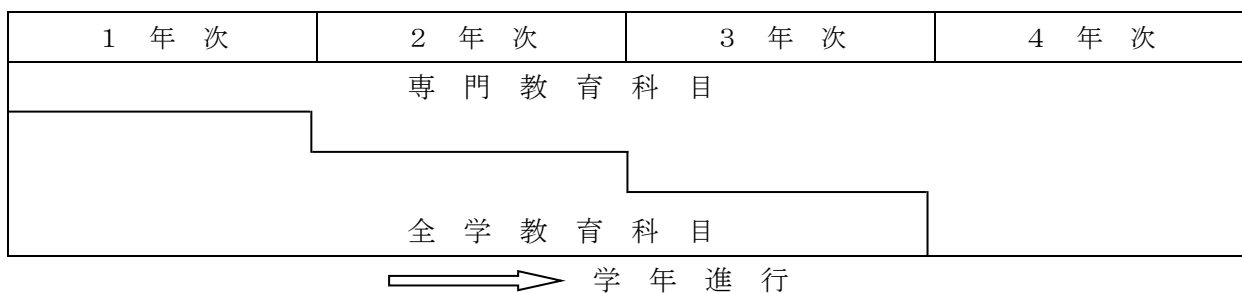 1 年 次 2 年 次 3 年 次 4 年 次
専 門 教 育 科 目
全 学 教 育 科 目
学 年 進 行